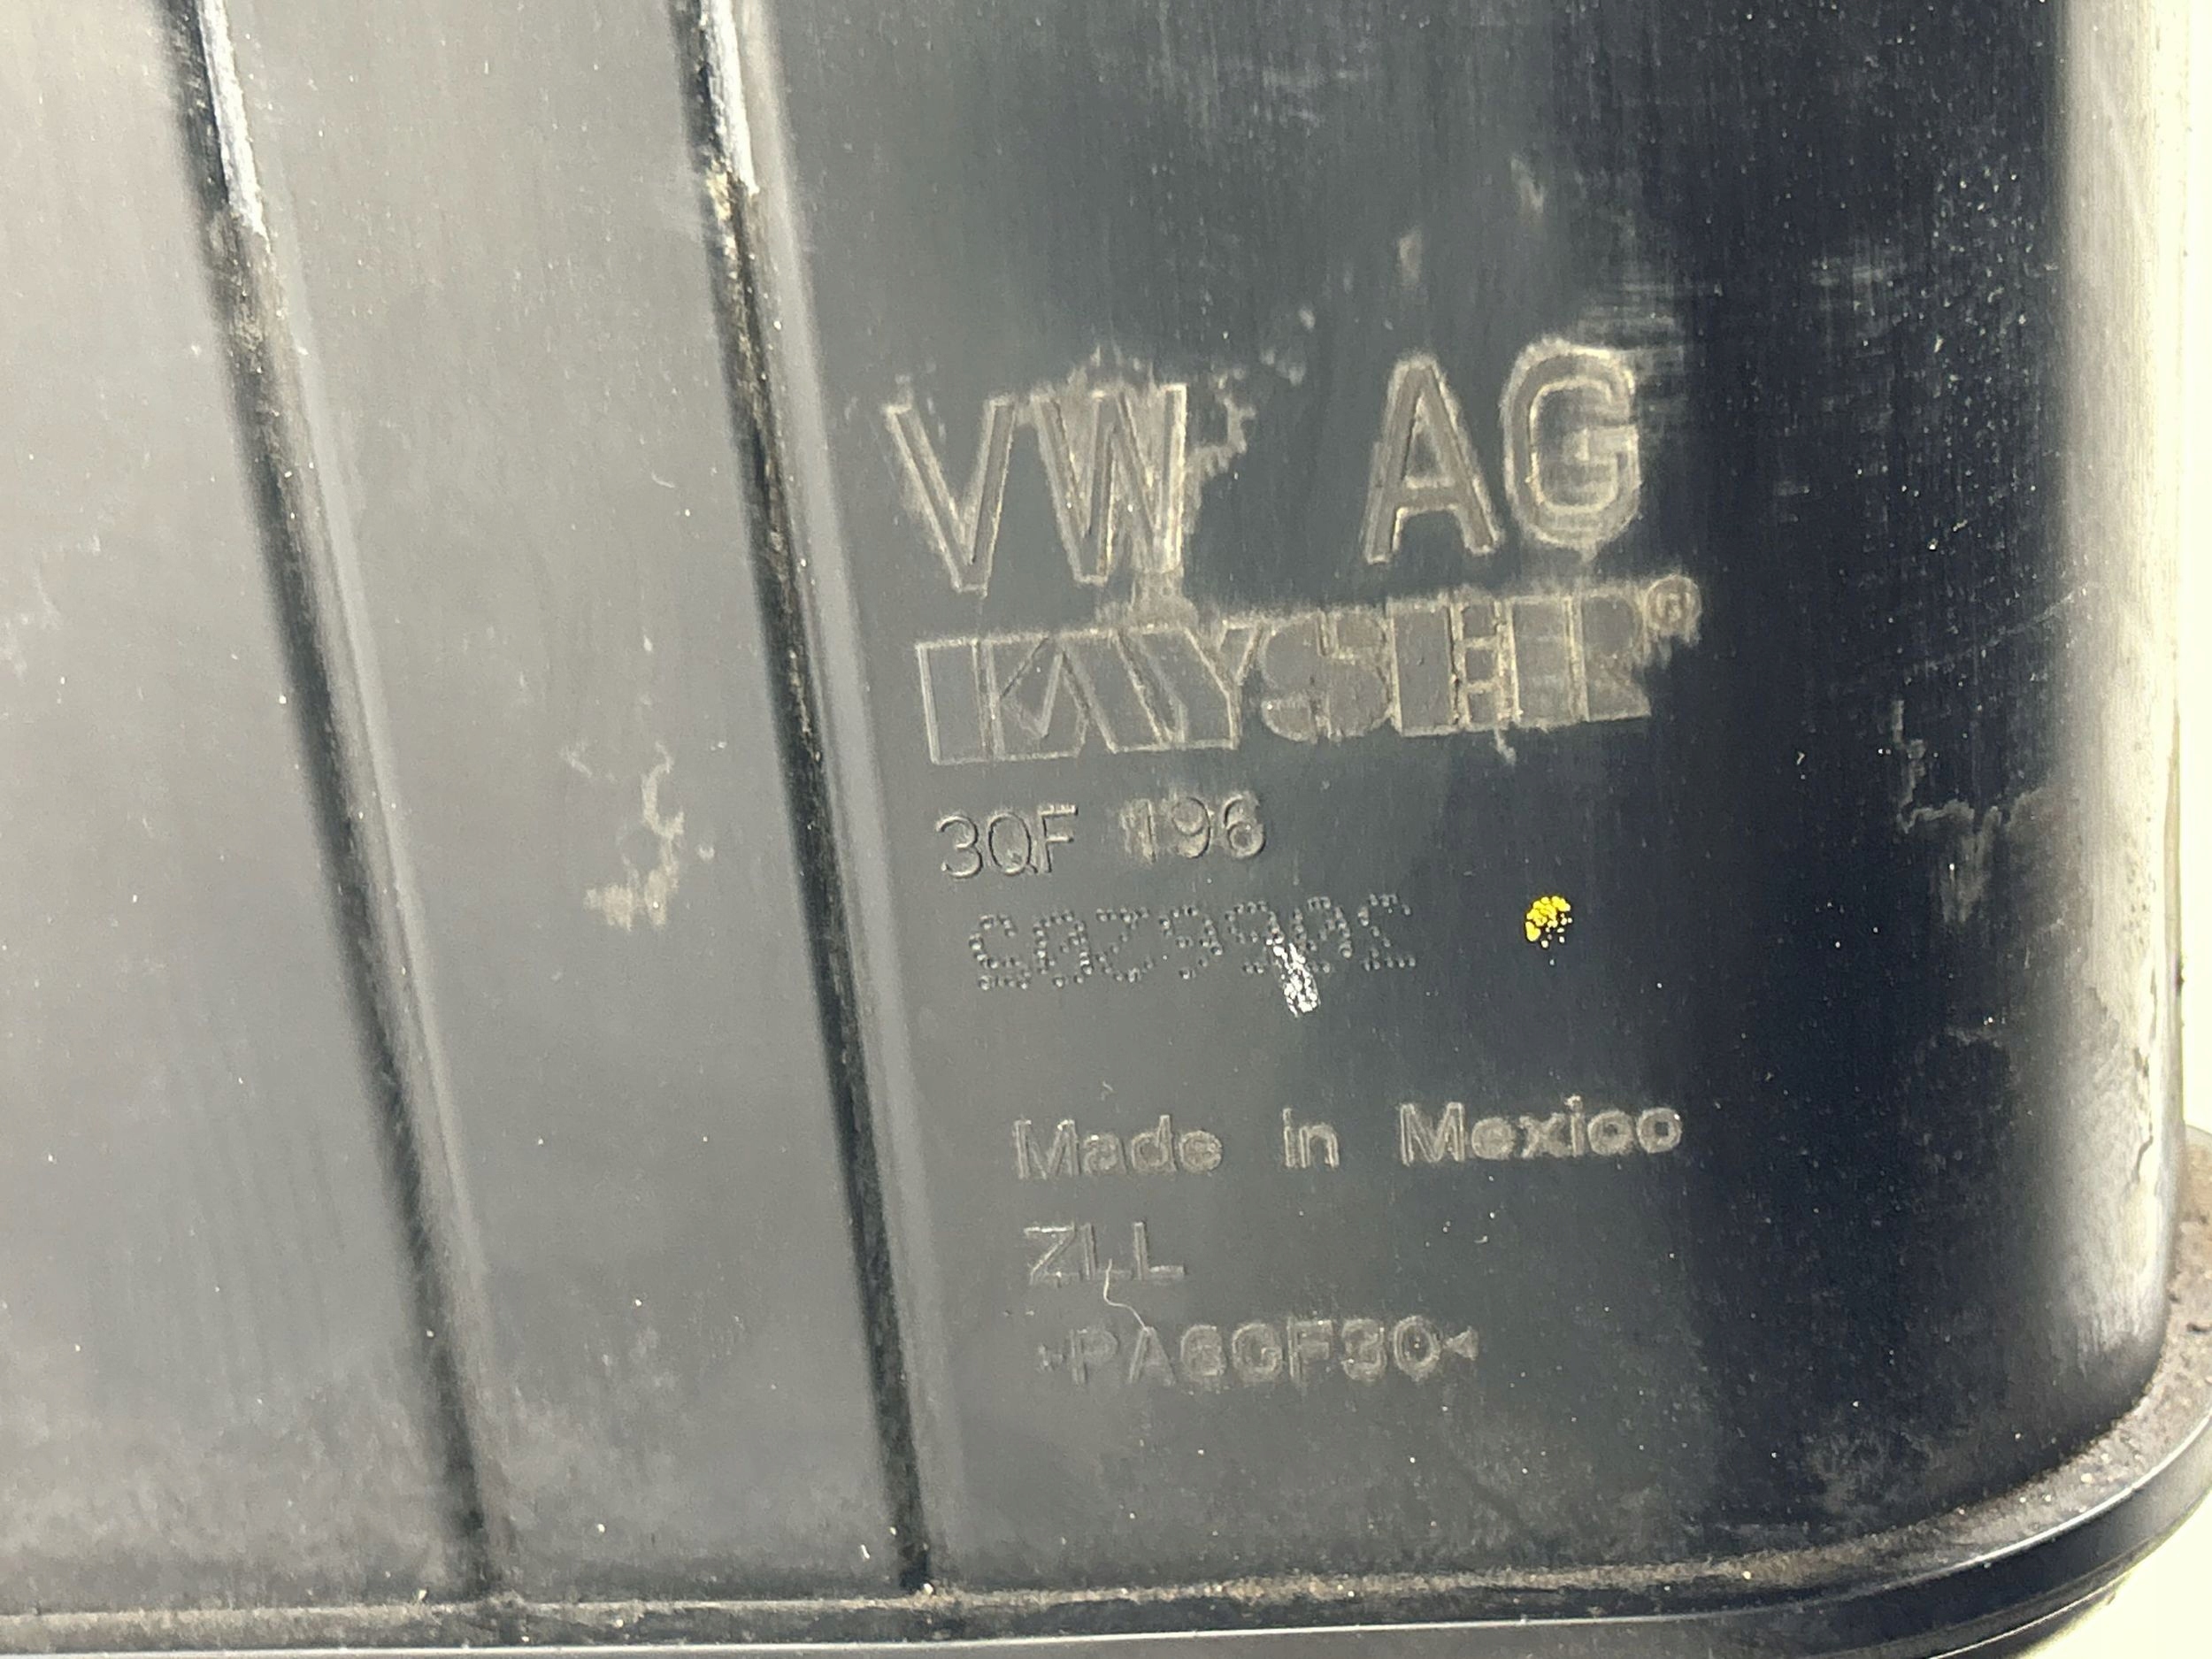 VW AG
KAYSER®
3QF 196
Made in Mexico
ZLL
>PA6GF30<